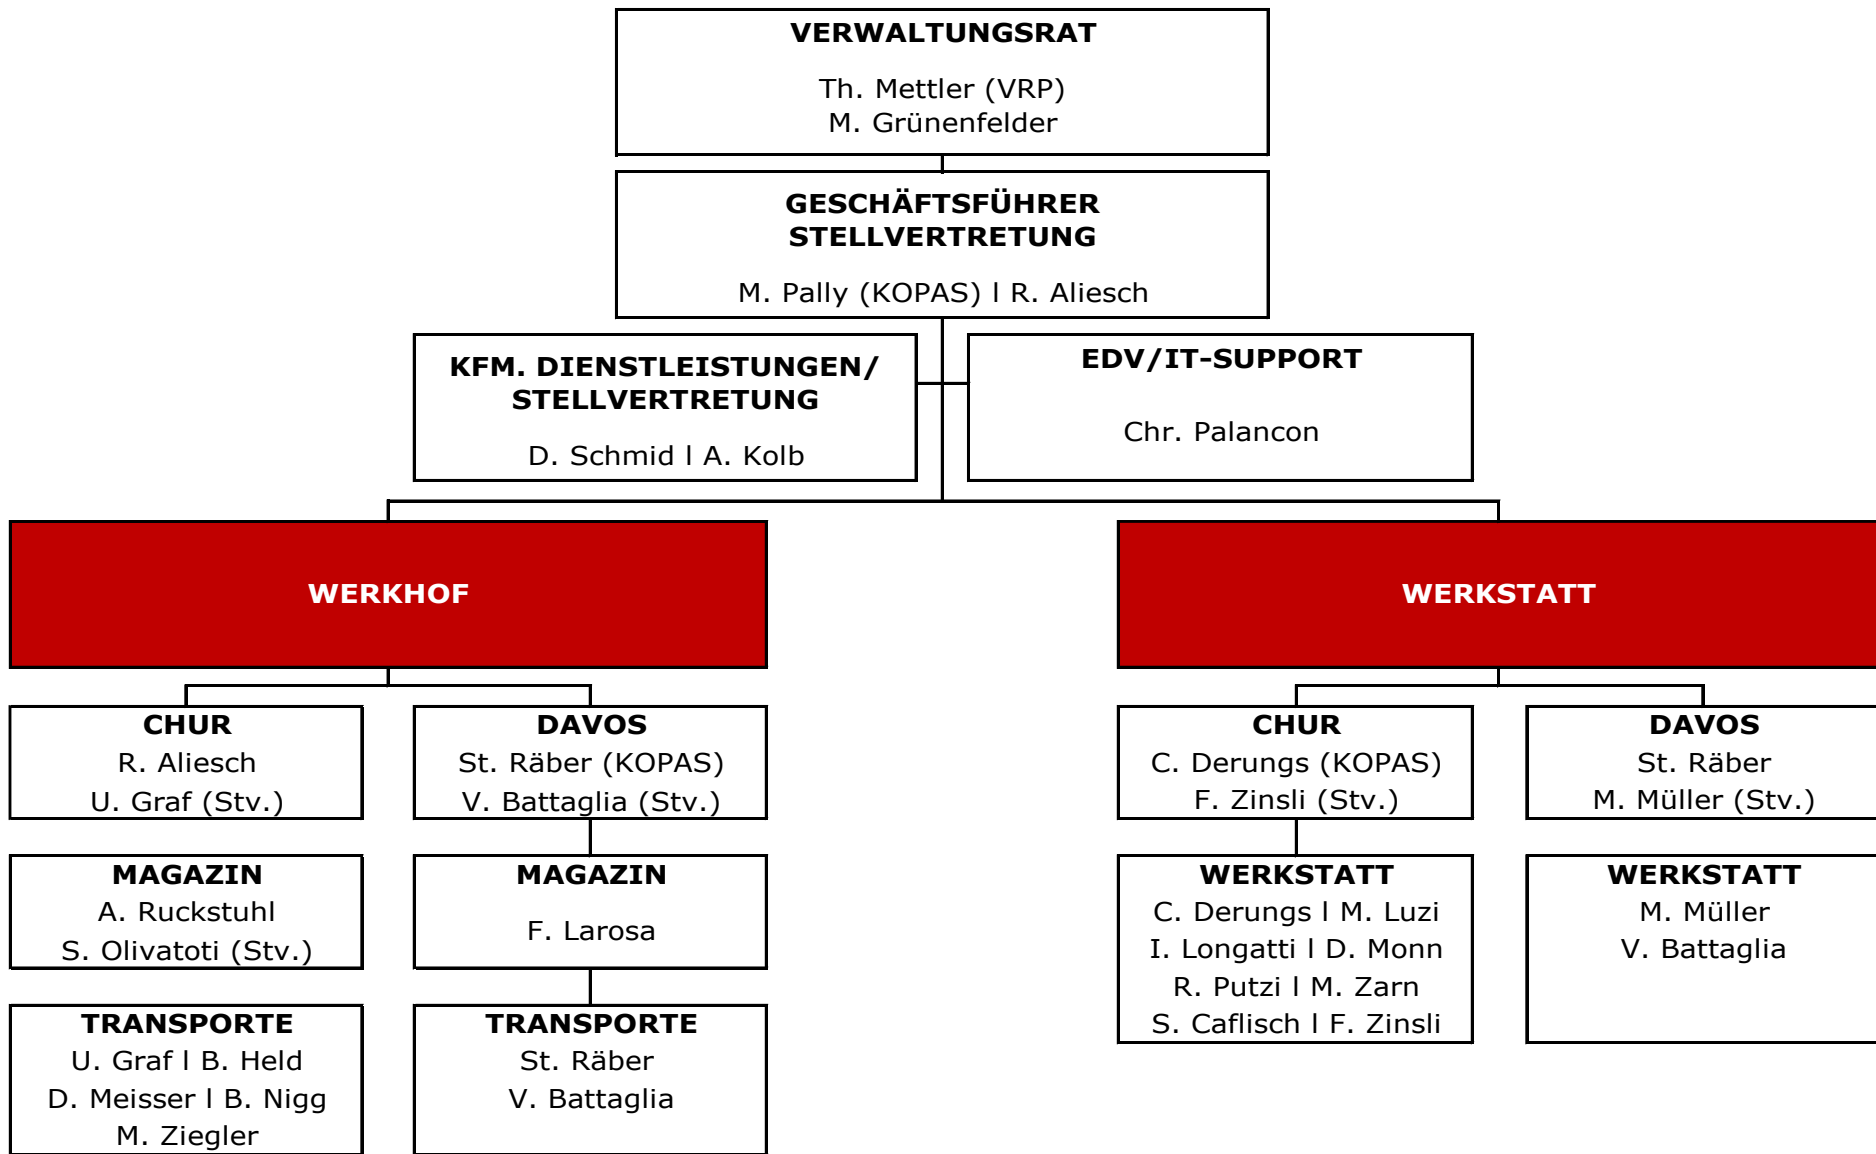 VERWALTUNGSRAT
Th. Mettler (VRP)
M. Grünenfelder
GESCHÄFTSFÜHRER
STELLVERTRETUNG
M. Pally (KOPAS) l R. Aliesch
KFM. DIENSTLEISTUNGEN/
STELLVERTRETUNG
D. Schmid l A. Kolb
EDV/IT-SUPPORT
Chr. Palancon
WERKHOF
WERKSTATT
CHUR
R. Aliesch
U. Graf (Stv.)
DAVOS
St. Räber (KOPAS)
V. Battaglia (Stv.)
CHUR
C. Derungs (KOPAS)
F. Zinsli (Stv.)
DAVOS
St. Räber
M. Müller (Stv.)
MAGAZIN
A. Ruckstuhl
S. Olivatoti (Stv.)
MAGAZIN
F. Larosa
WERKSTATT
C. Derungs l M. Luzi
I. Longatti l D. Monn
R. Putzi l M. Zarn
S. Caflisch l F. Zinsli
WERKSTATT
M. Müller
V. Battaglia
TRANSPORTE
U. Graf l B. Held
D. Meisser l B. Nigg
M. Ziegler
TRANSPORTE
St. Räber
V. Battaglia